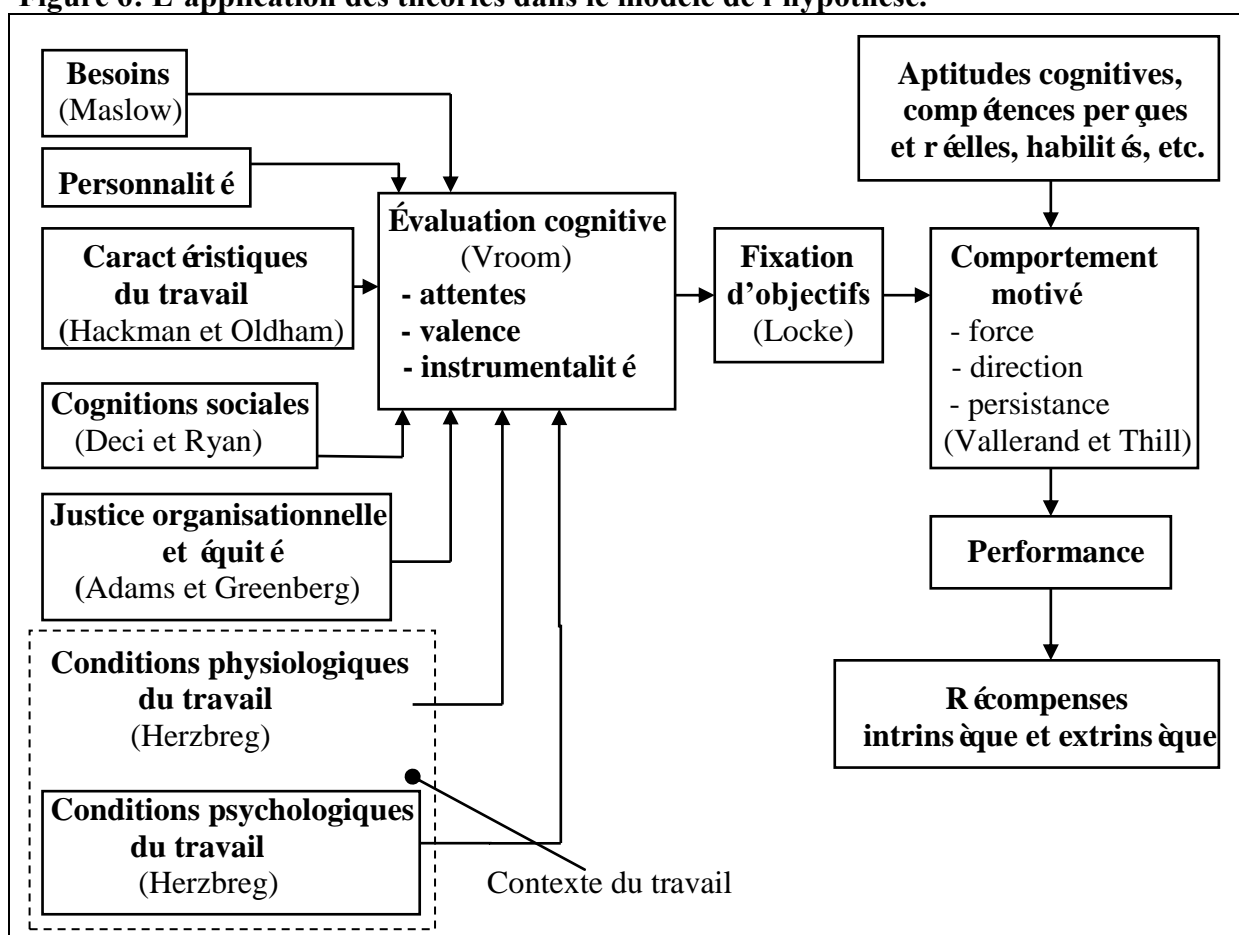 Figure 6: L'application des théories dans le modèle de l'hypothèse.
Besoins
(Maslow)
Personnalité
Caractéristiques
du travail
(Hackman et Oldham)
Cognitions sociales
(Deci et Ryan)
Justice organisationnelle
et équité
(Adams et Greenberg)
Conditions physiologiques
du travail
(Herzbreg)
Conditions psychologiques
du travail
(Herzbreg)
Contexte du travail
Évaluation cognitive
(Vroom)
- attentes
- valence
- instrumentalité
Fixation
d’objectifs
(Locke)
Aptitudes cognitives,
compétences perçues
et réelles, habilités, etc.
Comportement
motivé
- force
- direction
- persistance
(Vallerand et Thill)
Performance
Récompenses
intrinsèque et extrinsèque